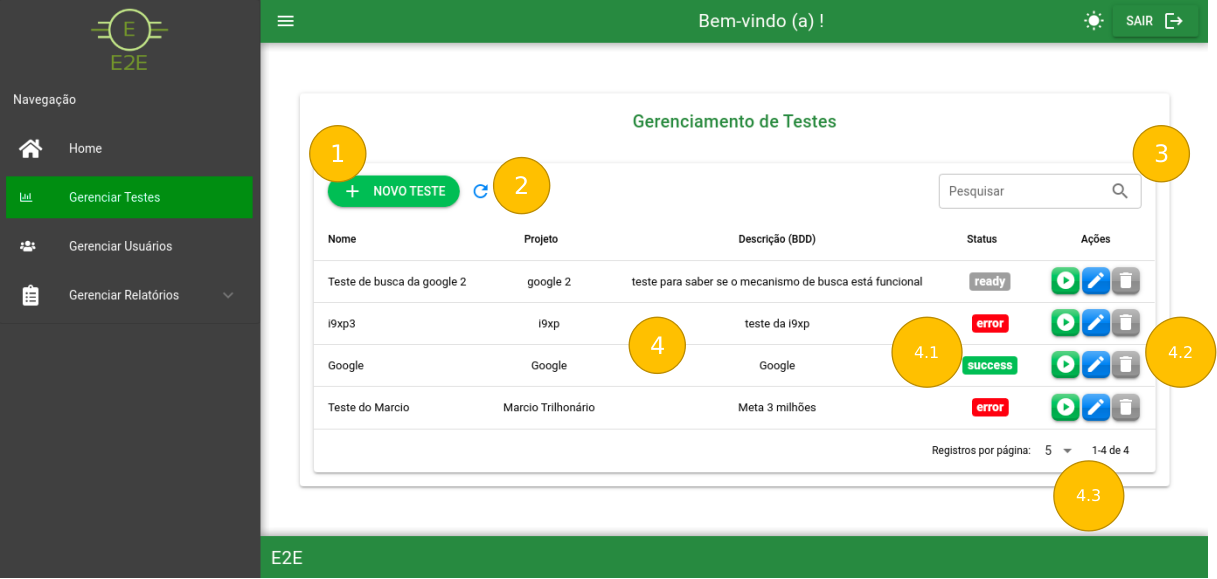 E
E2E
Navegação
Home
Gerenciar Testes
Gerenciar Usuários
Gerenciar Relatórios
Bem-vindo (a) !
SAIR
Gerenciamento de Testes
1
NOVO TESTE
2
Pesquisar
3
Nome Projeto Descrição (BDD) Status Ações
Teste de busca da google 2 google 2 teste para saber se o mecanismo de busca está funcional ready
i9xp3 i9xp teste da i9xp error
4
4.1
4.2
Google Google Google success
Teste do Marcio Marcio Trilhonário Meta 3 milhões error
Registros por página: 5 1-4 de 4
4.3
E2E